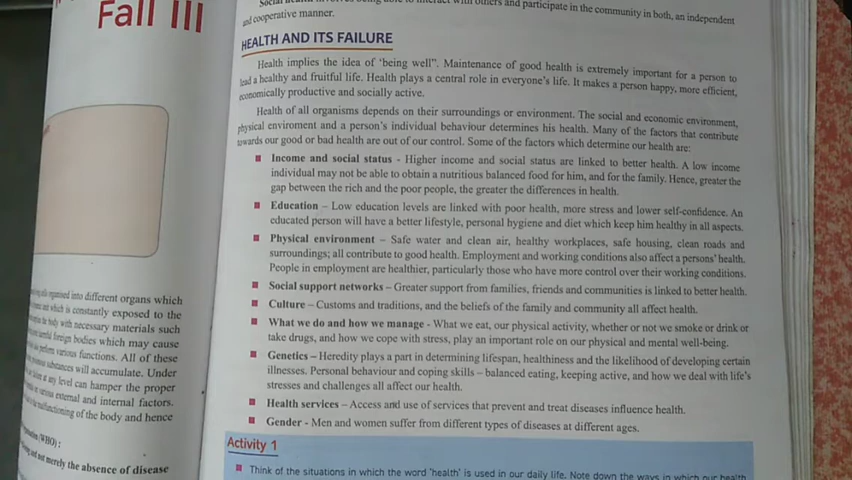 Fall III
with others and participate in the community in both, an independent
and cooperative manner.
HEALTH AND ITS FAILURE
Health implies the idea of 'being well". Maintenance of good health is extremely important for a person to
lead a healthy and fruitful life. Health plays a central role in everyone's life. It makes a person happy, more efficient,
economically productive and socially active.
Health of all organisms depends on their surroundings or environment. The social and economic environment,
physical enviroment and a person's individual behaviour determines his health. Many of the factors that contribute
towards our good or bad health are out of our control. Some of the factors which determine our health are:
■ Income and social status - Higher income and social status are linked to better health. A low income
individual may not be able to obtain a nutritious balanced food for him, and for the family. Hence, greater the
gap between the rich and the poor people, the greater the differences in health.
■ Education – Low education levels are linked with poor health, more stress and lower self-confidence. An
educated person will have a better lifestyle, personal hygiene and diet which keep him healthy in all aspects.
■ Physical environment – Safe water and clean air, healthy workplaces, safe housing, clean roads and
surroundings; all contribute to good health. Employment and working conditions also affect a persons' health.
People in employment are healthier, particularly those who have more control over their working conditions.
■ Social support networks – Greater support from families, friends and communities is linked to better health.
■ Culture – Customs and traditions, and the beliefs of the family and community all affect health.
■ What we do and how we manage - What we eat, our physical activity, whether or not we smoke or drink or
take drugs, and how we cope with stress, play an important role on our physical and mental well-being.
■ Genetics – Heredity plays a part in determining lifespan, healthiness and the likelihood of developing certain
illnesses. Personal behaviour and coping skills – balanced eating, keeping active, and how we deal with life's
stresses and challenges all affect our health.
■ Health services – Access and use of services that prevent and treat diseases influence health.
■ Gender - Men and women suffer from different types of diseases at different ages.
Activity 1
■ Think of the situations in which the word 'health' is used in our daily life. Note down the ways in which our health
organised into different organs which
which is constantly exposed to the
the body with necessary materials such
foreign bodies which may cause
various functions. All of these
substances will accumulate. Under
at any level can hamper the proper
various external and internal factors.
malfunctioning of the body and hence
(WHO) :
not merely the absence of disease